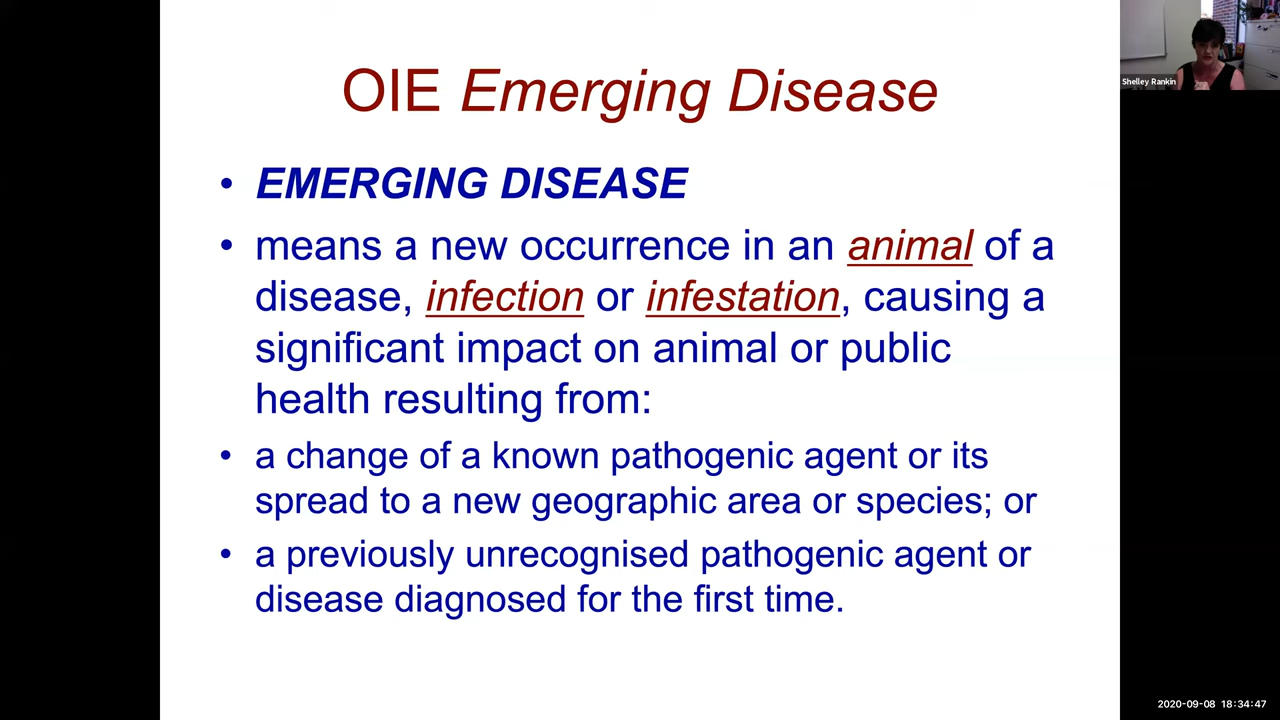 OIE Emerging Disease
• EMERGING DISEASE
• means a new occurrence in an animal of a
disease, infection or infestation, causing a
significant impact on animal or public
health resulting from:
• a change of a known pathogenic agent or its
spread to a new geographic area or species; or
• a previously unrecognised pathogenic agent or
disease diagnosed for the first time.
Shelley Rankin
2020-09-08 18:34:47